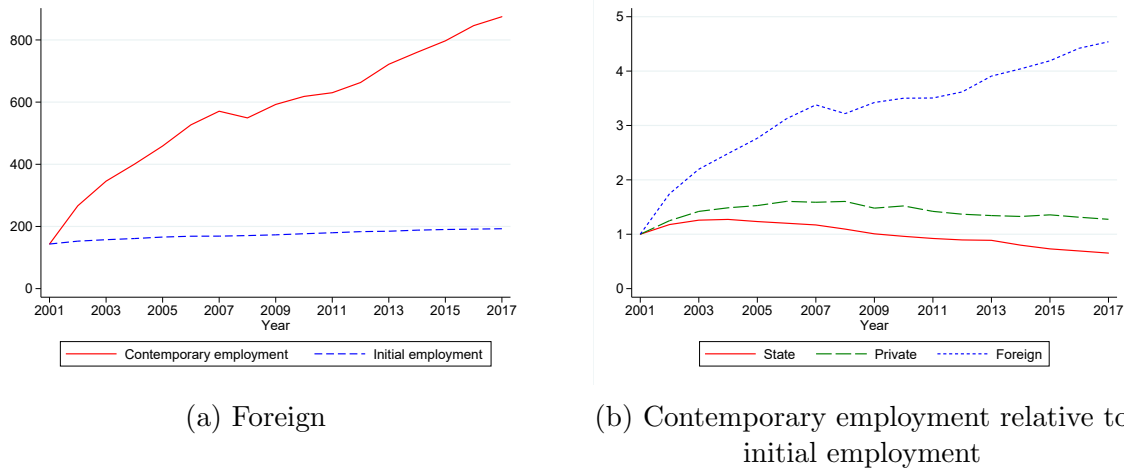 800
600
400
200
0
2001 2003 2005 2007 2009 2011 2013 2015 2017
Year
Contemporary employment Initial employment
(a) Foreign
5
4
3
2
1
0
2001 2003 2005 2007 2009 2011 2013 2015 2017
Year
State Private Foreign
(b) Contemporary employment relative to
initial employment